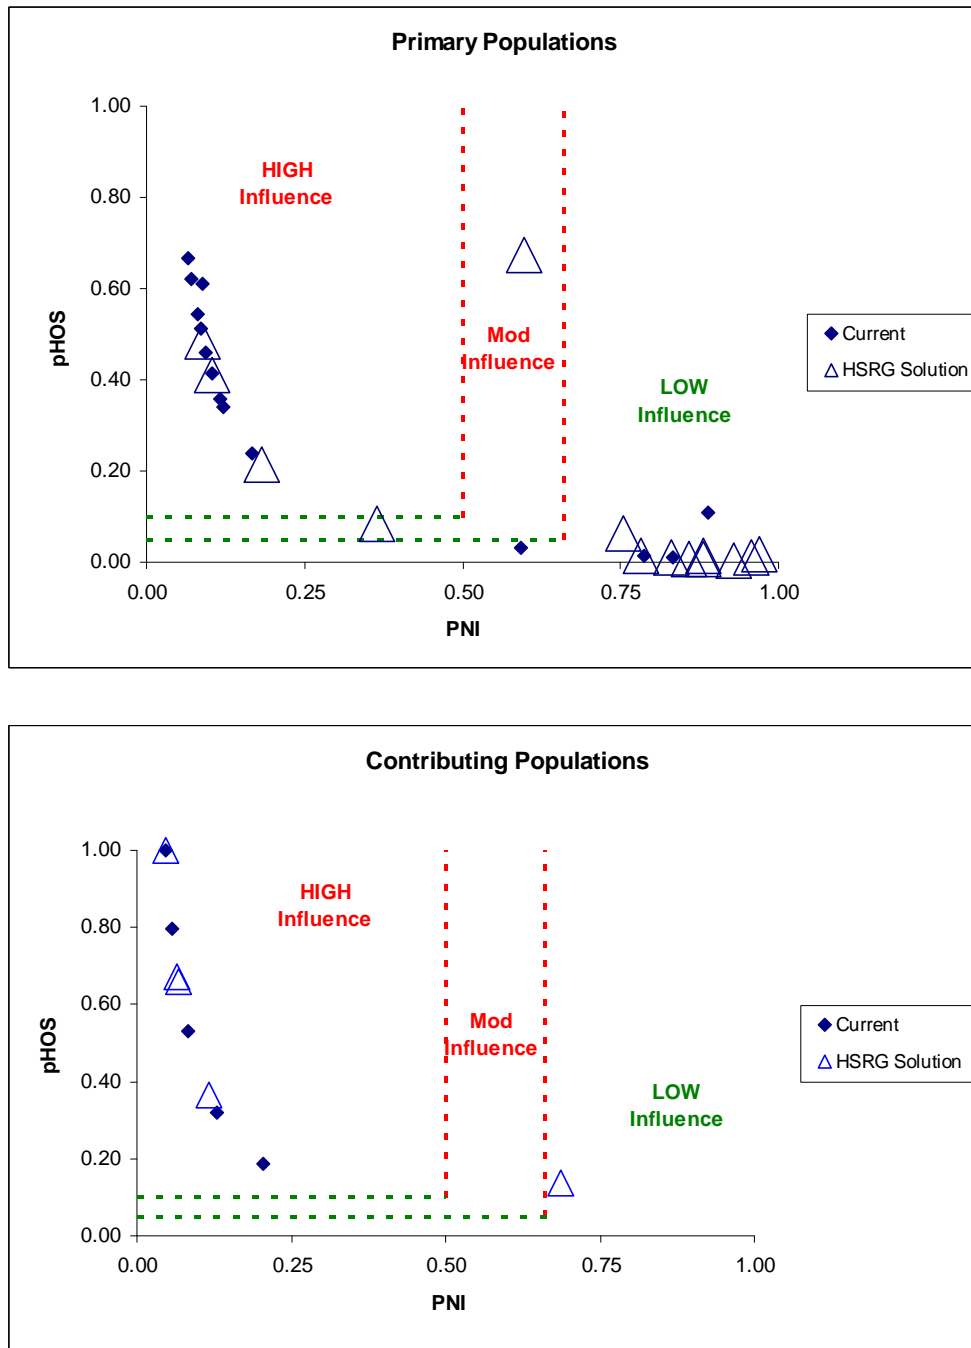 Primary Populations
1.00
0.80
0.60
0.40
0.20
0.00
pHOS
HIGH
Influence
Mod
Influence
LOW
Influence
0.00 0.25 0.50 0.75 1.00
PNI
Current
HSRG Solution
Contributing Populations
1.00
0.80
0.60
0.40
0.20
0.00
pHOS
HIGH
Influence
Mod
Influence
LOW
Influence
0.00 0.25 0.50 0.75 1.00
PNI
Current
HSRG Solution